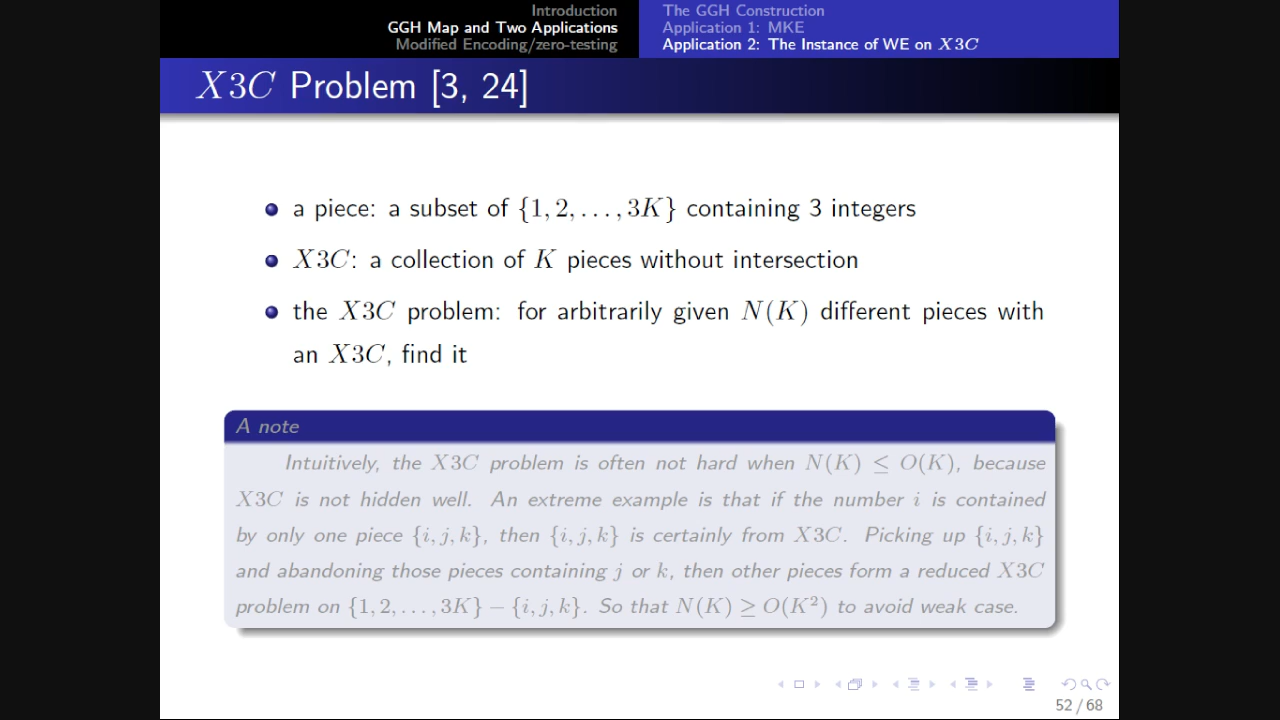 Introduction
GGH Map and Two Applications
Modified Encoding/zero-testing
The GGH Construction
Application 1: MKE
Application 2: The Instance of WE on X3C
X3C Problem [3, 24]
a piece: a subset of {1, 2, . . . , 3K} containing 3 integers
X3C: a collection of K pieces without intersection
the X3C problem: for arbitrarily given N(K) different pieces with
an X3C, find it
A note
Intuitively, the X3C problem is often not hard when N(K) ≤ O(K), because
X3C is not hidden well. An extreme example is that if the number i is contained
by only one piece {i, j, k}, then {i, j, k} is certainly from X3C. Picking up {i, j, k}
and abandoning those pieces containing j or k, then other pieces form a reduced X3C
problem on {1, 2, . . . , 3K} − {i, j, k}. So that N(K) ≥ O(K²) to avoid weak case.
52 / 68